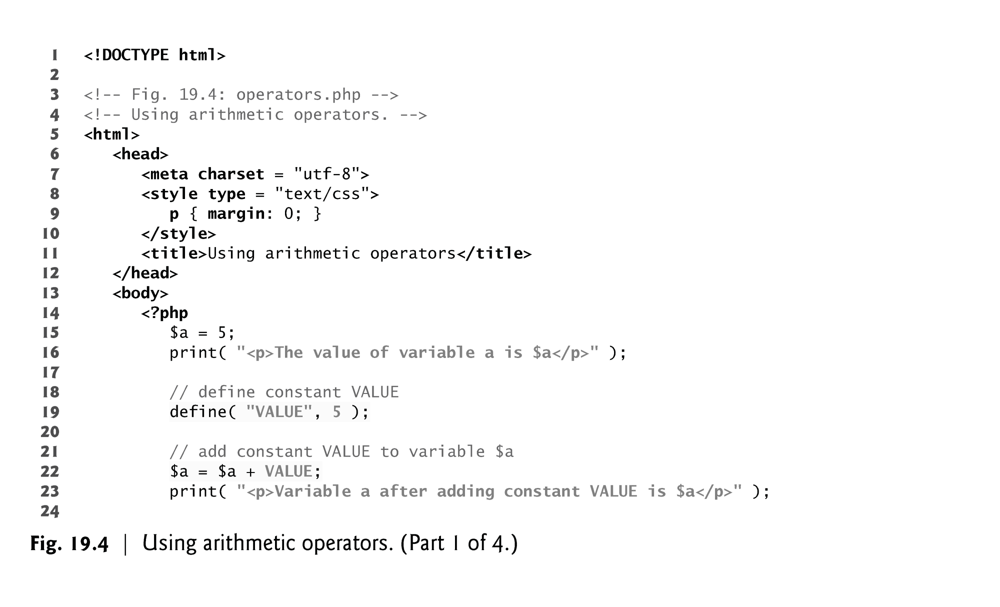 1 <!DOCTYPE html>
2
3 <!-- Fig. 19.4: operators.php -->
4 <!-- Using arithmetic operators. -->
5 <html>
6 <head>
7 <meta charset = "utf-8">
8 <style type = "text/css">
9 p { margin: 0; }
10 </style>
11 <title>Using arithmetic operators</title>
12 </head>
13 <body>
14 <?php
15 $a = 5;
16 print( "<p>The value of variable a is $a</p>" );
17
18 // define constant VALUE
19 define( "VALUE", 5 );
20
21 // add constant VALUE to variable $a
22 $a = $a + VALUE;
23 print( "<p>Variable a after adding constant VALUE is $a</p>" );
24
Fig. 19.4 | Using arithmetic operators. (Part 1 of 4.)